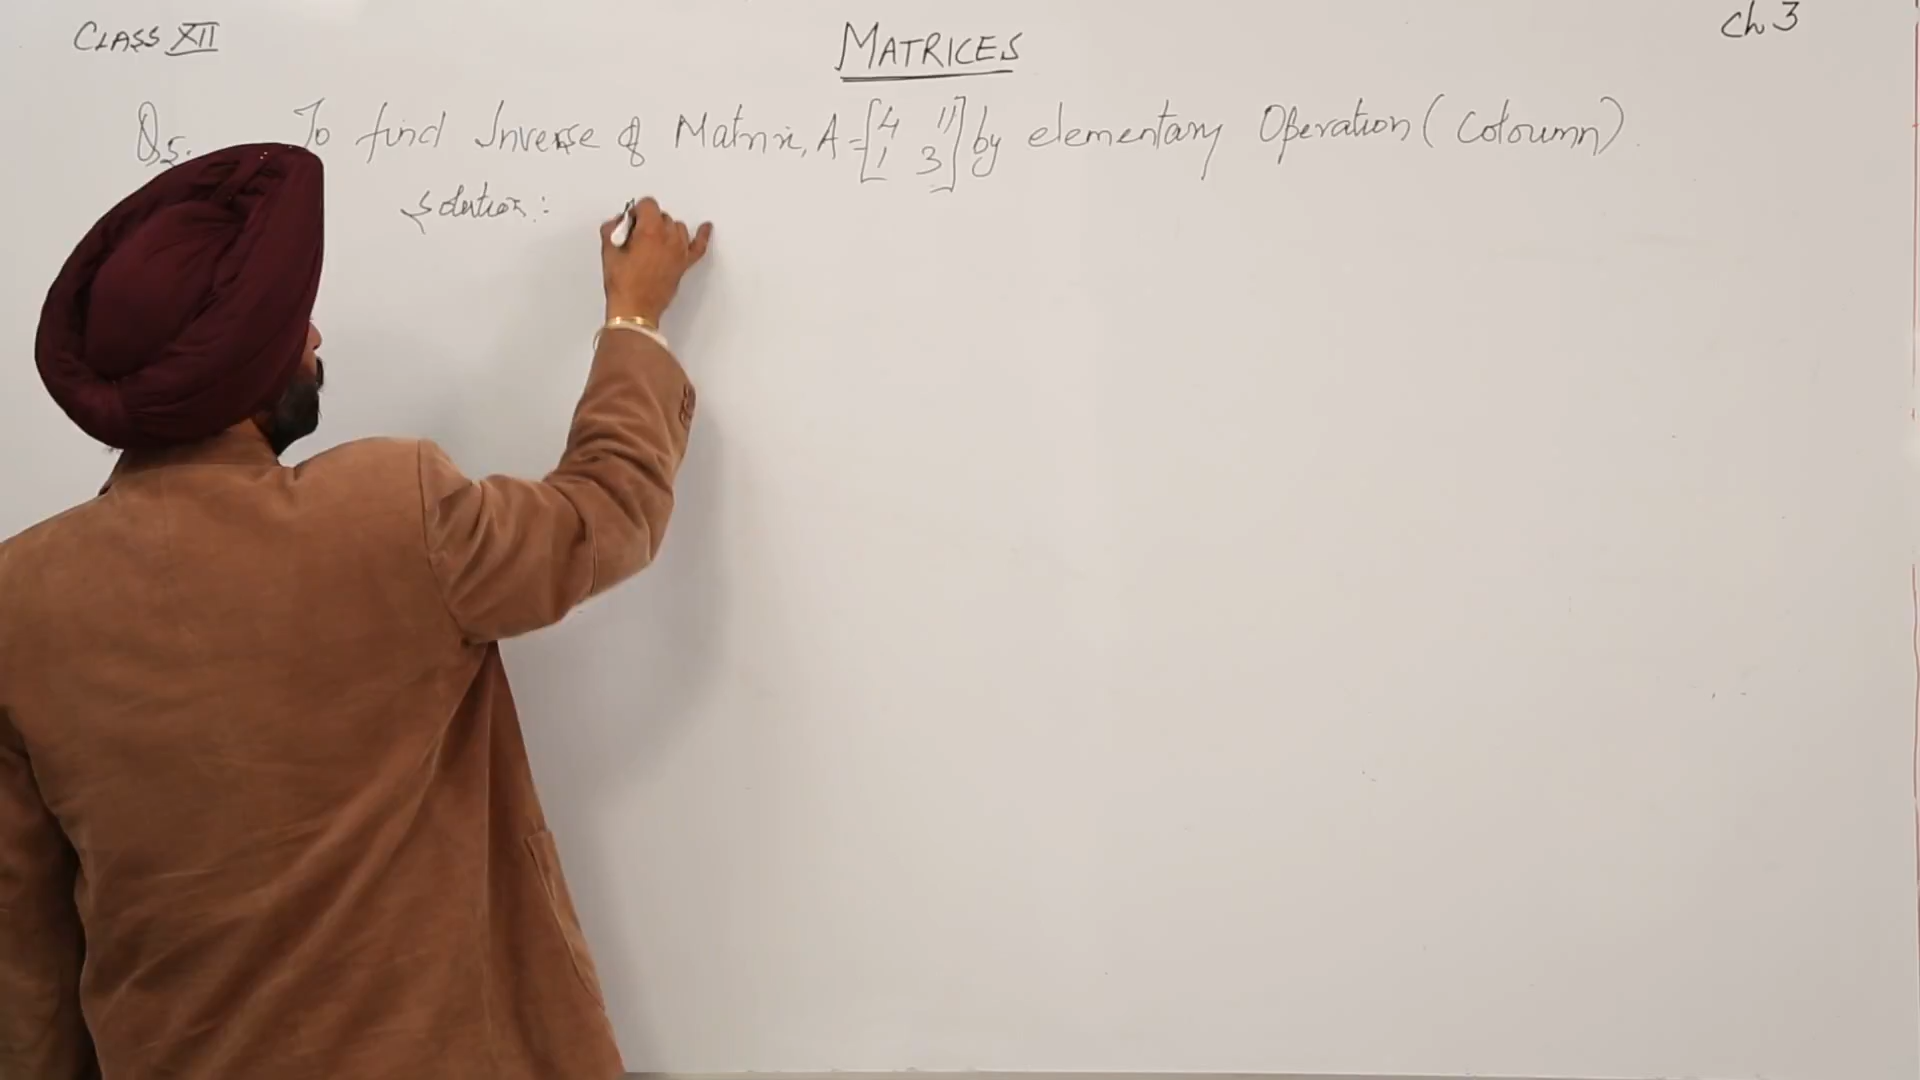 CLASS XII
MATRICES
Ch 3
Q5. To find Inverse of Matrix, A = [4 11 by elementary Operation (Coloumn)
1 3]
Solution: